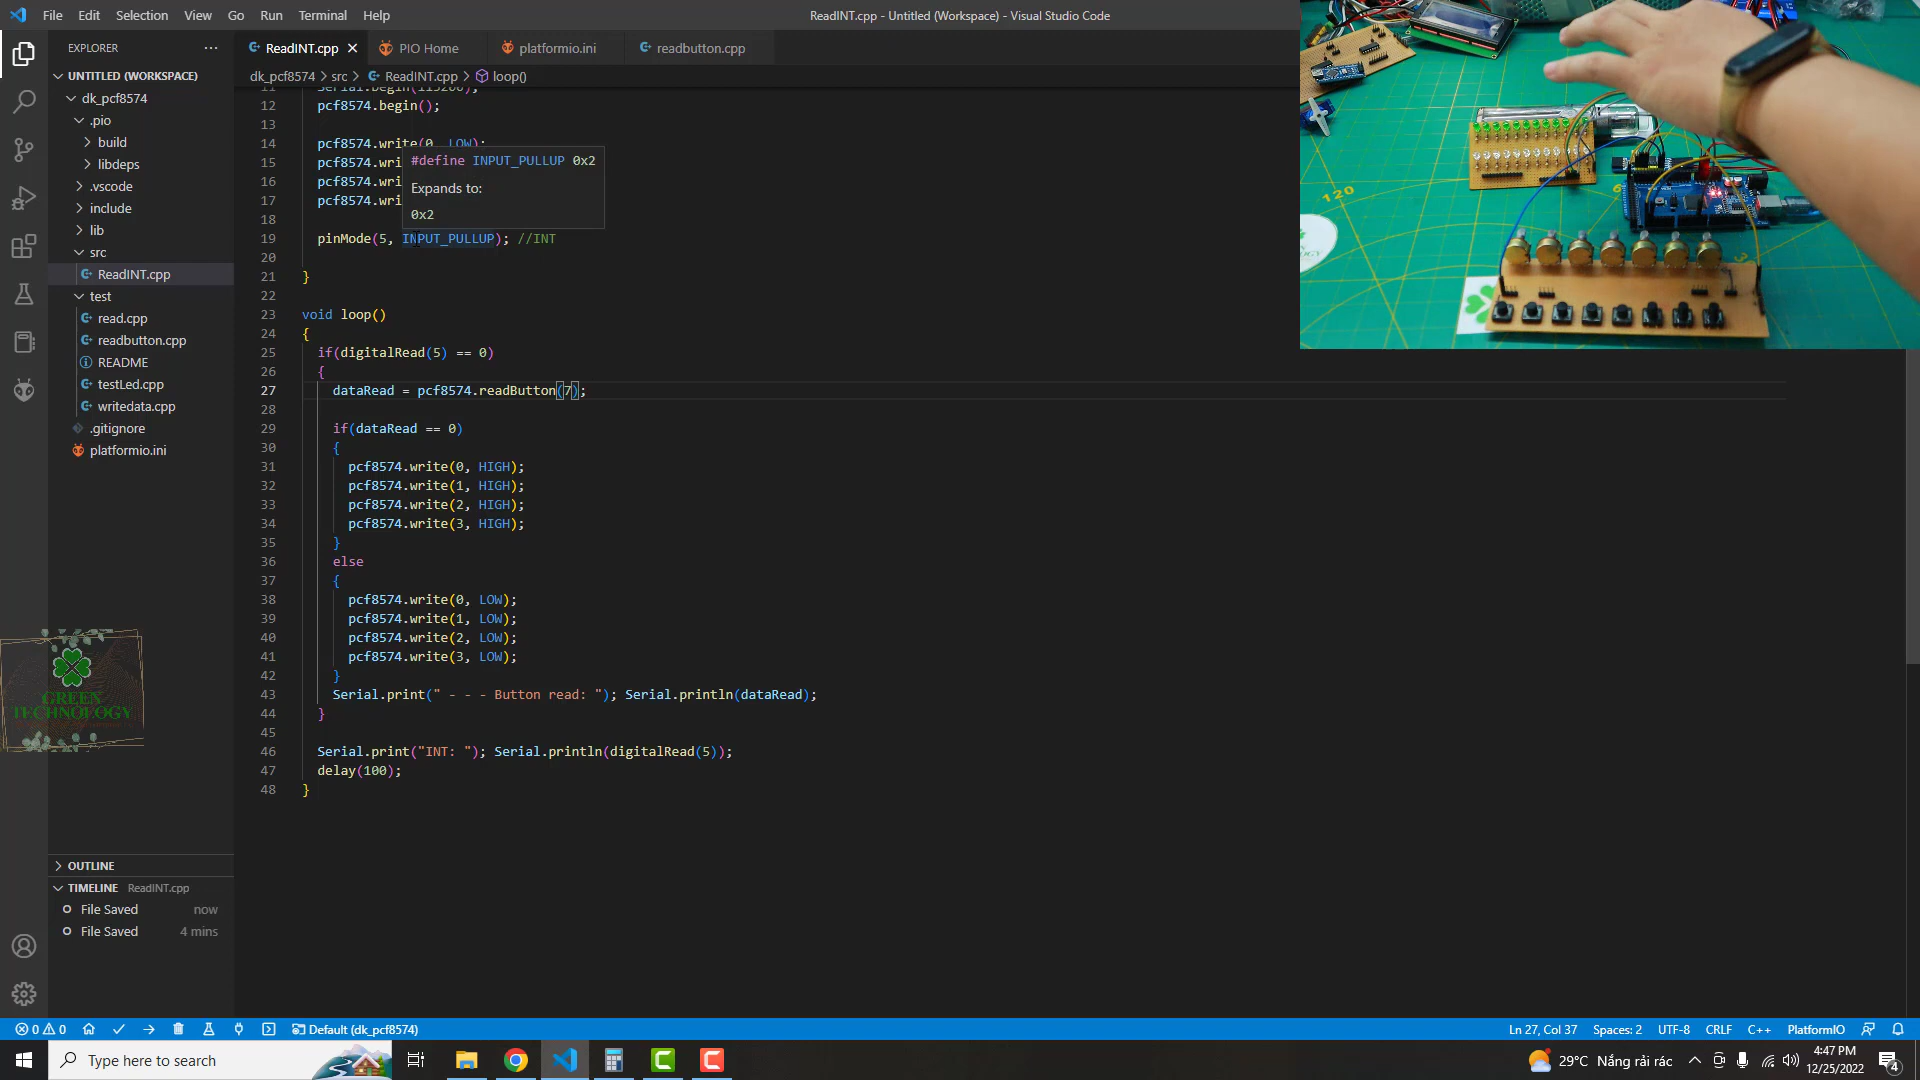 File Edit Selection View Go Run Terminal Help
ReadINT.cpp - Untitled (Workspace) - Visual Studio Code
EXPLORER
UNTITLED (WORKSPACE)
dk_pcf8574
.pio
build
libdeps
.vscode
include
lib
src
ReadINT.cpp
test
read.cpp
readbutton.cpp
README
testLed.cpp
writedata.cpp
.gitignore
platformio.ini
OUTLINE
TIMELINE ReadINT.cpp
File Saved now
File Saved 4 mins
ReadINT.cpp PIO Home platformio.ini readbutton.cpp
dk_pcf8574 > src > ReadINT.cpp > loop()
11 Serial.begin(115200);
12 pcf8574.begin();
13
14 pcf8574.write(0, LOW);
15 pcf8574.wri
16 pcf8574.wri
17 pcf8574.wri
#define INPUT_PULLUP 0x2
Expands to:
0x2
18
19 pinMode(5, INPUT_PULLUP); //INT
20
21 }
22
23 void loop()
24 {
25 if(digitalRead(5) == 0)
26 {
27 dataRead = pcf8574.readButton(7);
28
29 if(dataRead == 0)
30 {
31 pcf8574.write(0, HIGH);
32 pcf8574.write(1, HIGH);
33 pcf8574.write(2, HIGH);
34 pcf8574.write(3, HIGH);
35 }
36 else
37 {
38 pcf8574.write(0, LOW);
39 pcf8574.write(1, LOW);
40 pcf8574.write(2, LOW);
41 pcf8574.write(3, LOW);
42 }
43 Serial.print(" - - - Button read: "); Serial.println(dataRead);
44 }
45
46 Serial.print("INT: "); Serial.println(digitalRead(5));
47 delay(100);
48 }
120
GREEN
TECHNOLOGY
0 0 Default (dk_pcf8574)
Ln 27, Col 37 Spaces: 2 UTF-8 CRLF C++ PlatformIO
Type here to search
29°C Nắng rải rác
4:47 PM
12/25/2022
4